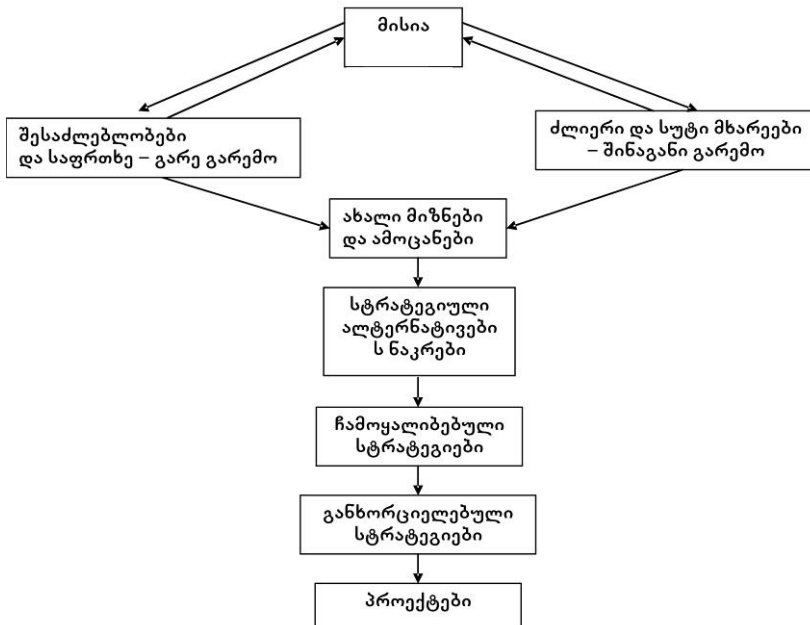 მისია
შესაძლებლობები
და საფრთხე – გარე გარემო
ძლიერი და სუტი მხარეები
– შინაგანი გარემო
ახალი მიზნები
და ამოცანები
სტრატეგიული
ალტერნატივები
ს ნაკრები
ჩამოყალიბებული
სტრატეგიები
განხორციელებული
სტრატეგიები
პროექტები